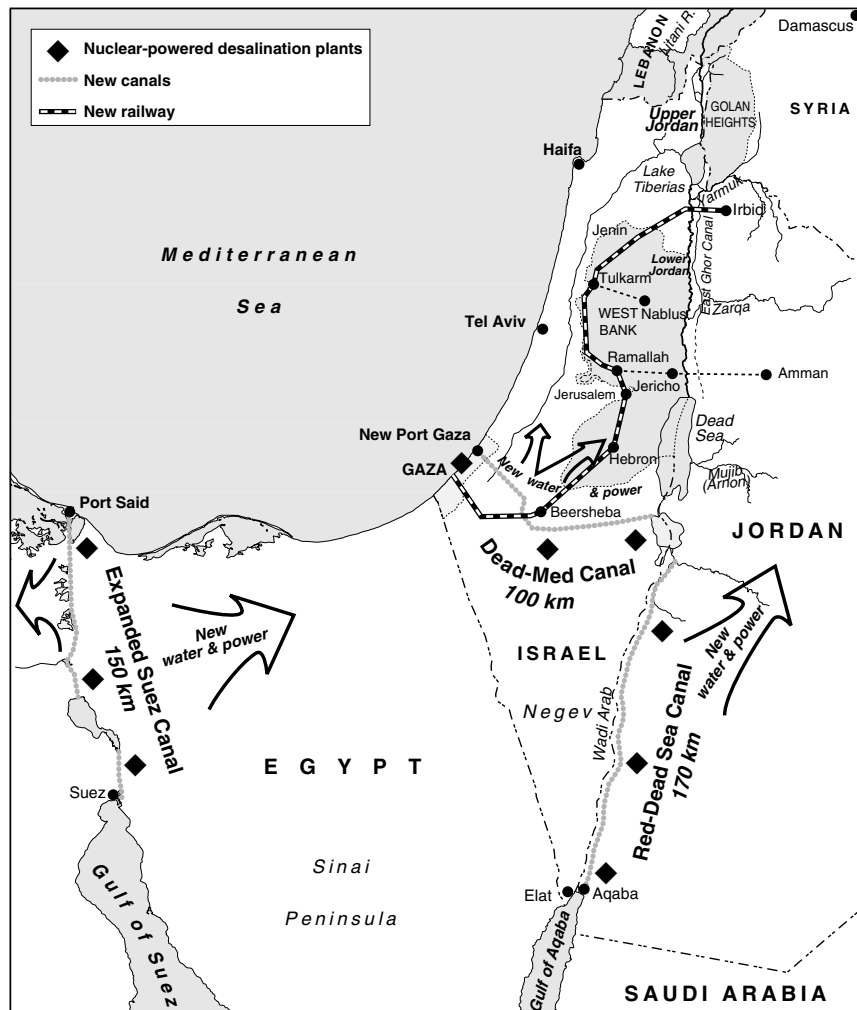 Nuclear-powered desalination plants
New canals
New railway
Damascus
LEBANON
Litani R.
SYRIA
GOLAN
HEIGHTS
Upper
Jordan
Haifa
Lake
Tiberias
Yarmuk
Irbid
Mediterranean
Sea
Jenin
Lower
Jordan
East Ghor Canal
Tulkarm
WEST
BANK
Nablus
Zarqa
Tel Aviv
Ramallah
Jericho
Amman
Jerusalem
Dead
Sea
New Port Gaza
GAZA
Hebron
New water
& power
Mujib
(Arnon)
Port Said
Beersheba
JORDAN
Dead-Med Canal
100 km
Expanded Suez Canal
150 km
New
water & power
New
water & power
ISRAEL
Negev
Wadi Arab
Red-Dead Sea Canal
170 km
EGYPT
Suez
Sinai
Peninsula
Gulf of Suez
Elat
Aqaba
Gulf of Aqaba
SAUDI ARABIA